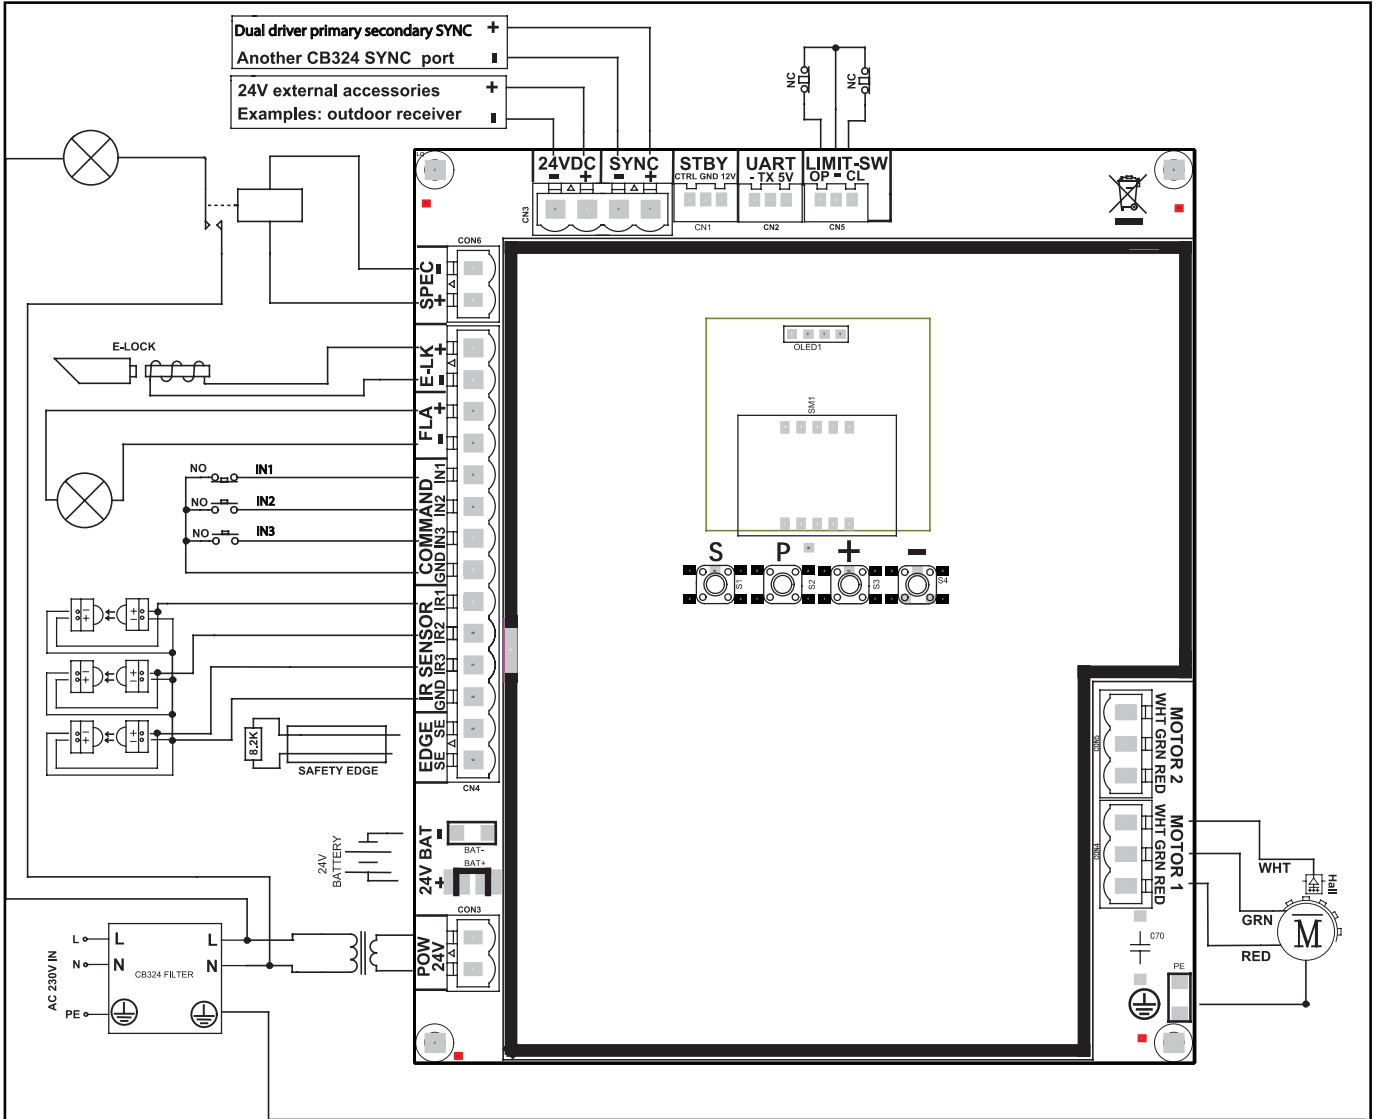 Dual driver primary secondary SYNC +
Another CB324 SYNC port -
24V external accessories +
Examples: outdoor receiver -
NC
NC
24VDC SYNC STBY UART LIMIT-SW
- + - + CTRL GND 12V - TX 5V OP - CL
CN3
CN1
CN2
CN5
CON6
SPEC
- +
E-LOCK
E-LK
+ -
FLA
+ -
NO IN1
NO IN2
NO IN3
COMMAND
GND IN3 IN2 IN1
IR SENSOR
GND IR3 IR2 IR1
EDGE
SE SE
8.2K
SAFETY EDGE
CN4
OLED1
SM1
S P + -
S1 S2 S3 S4
24V
BATTERY
24V BAT
+ -
BAT-
BAT+
CON3
POW
24V
AC 230V IN
L L L
N N N
CB324 FILTER
PE
MOTOR 2
WHT GRN RED
CON5
MOTOR 1
WHT GRN RED
CON4
WHT
Hall
GRN
M
RED
C70
PE